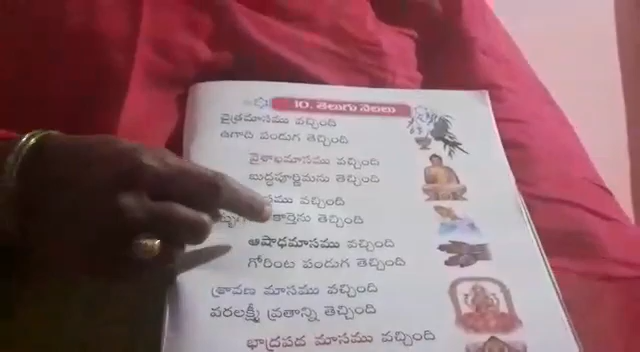 10. తెలుగు నెలలు
చైత్రమాసము వచ్చింది
ఉగాది పండుగ తెచ్చింది
వైశాఖమాసము వచ్చింది
బుద్ధపూర్ణిమను తెచ్చింది
వచ్చింది
కార్తెను తెచ్చింది
ఆషాఢమాసము వచ్చింది
గోరింట పండుగ తెచ్చింది
శ్రావణ మాసము వచ్చింది
వరలక్ష్మీ వ్రతాన్ని తెచ్చింది
భాద్రపద మాసము వచ్చింది